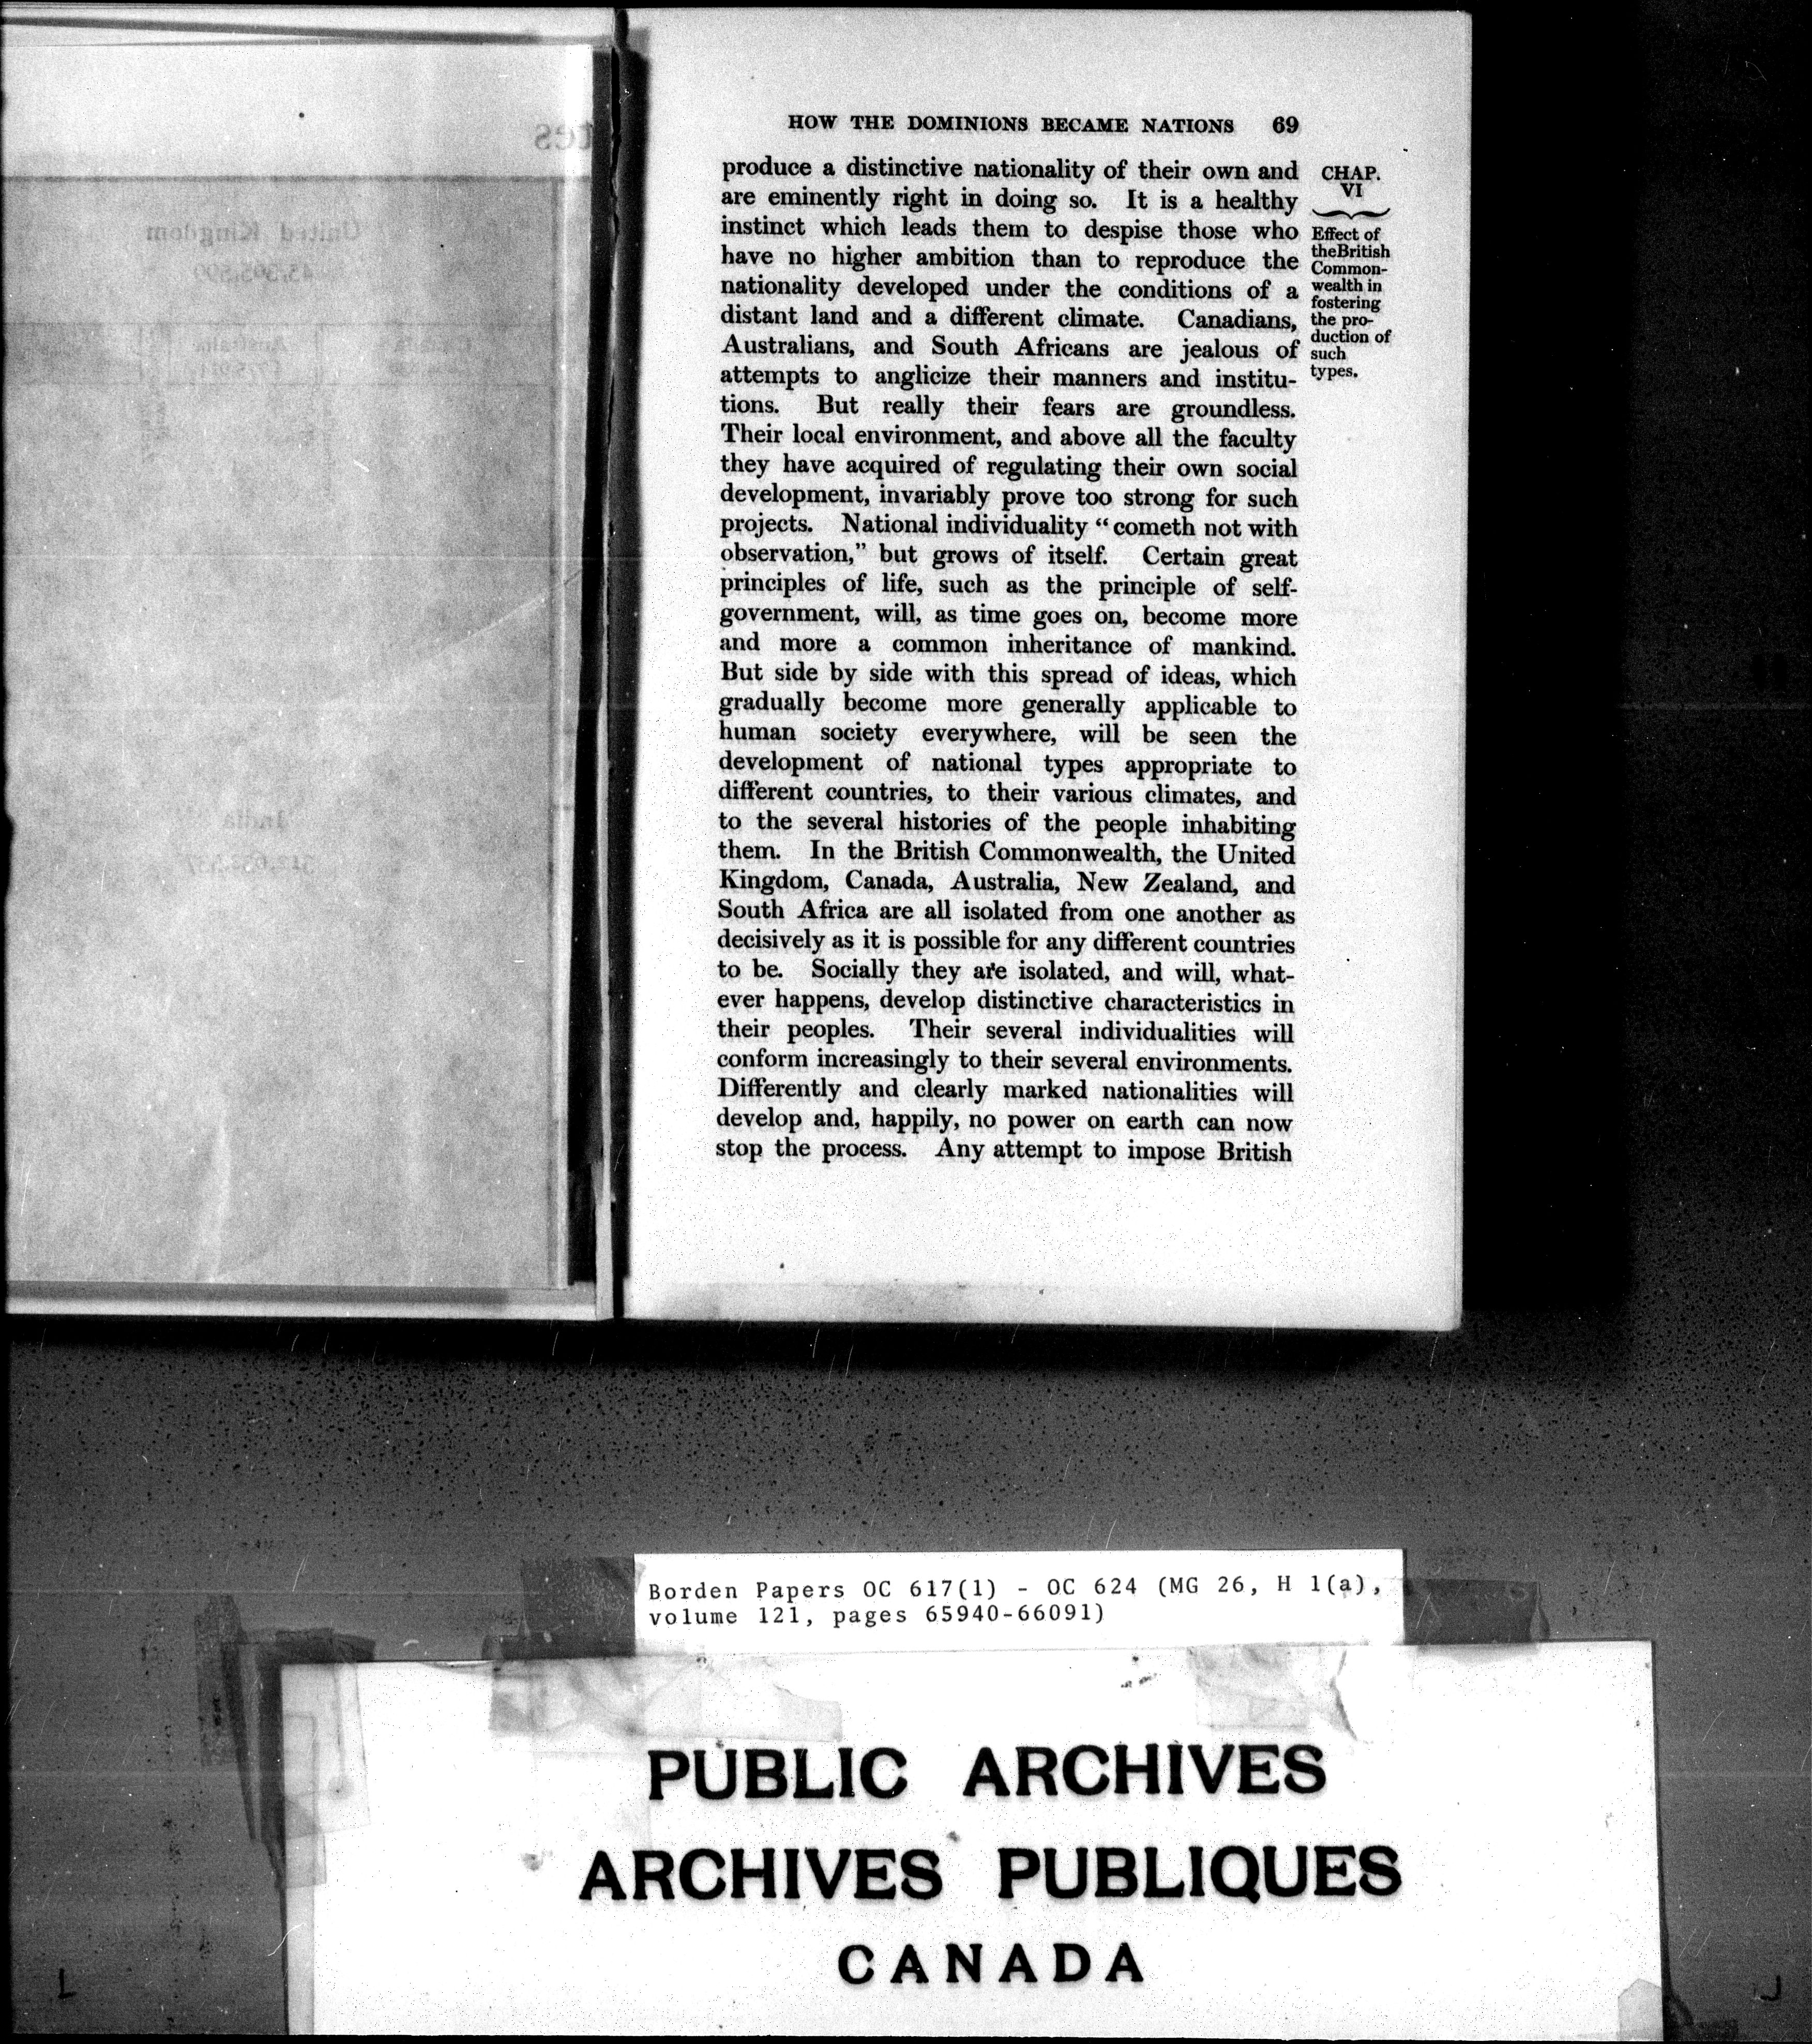 HOW THE DOMINIONS BECAME NATIONS 69
produce a distinctive nationality of their own and
are eminently right in doing so. It is a healthy
instinct which leads them to despise those who
have no higher ambition than to reproduce the
nationality developed under the conditions of a
distant land and a different climate. Canadians,
Australians, and South Africans are jealous of
attempts to anglicize their manners and institu-
tions. But really their fears are groundless.
Their local environment, and above all the faculty
they have acquired of regulating their own social
development, invariably prove too strong for such
projects. National individuality “cometh not with
observation,” but grows of itself. Certain great
principles of life, such as the principle of self-
government, will, as time goes on, become more
and more a common inheritance of mankind.
But side by side with this spread of ideas, which
gradually become more generally applicable to
human society everywhere, will be seen the
development of national types appropriate to
different countries, to their various climates, and
to the several histories of the people inhabiting
them. In the British Commonwealth, the United
Kingdom, Canada, Australia, New Zealand, and
South Africa are all isolated from one another as
decisively as it is possible for any different countries
to be. Socially they are isolated, and will, what-
ever happens, develop distinctive characteristics in
their peoples. Their several individualities will
conform increasingly to their several environments.
Differently and clearly marked nationalities will
develop and, happily, no power on earth can now
stop the process. Any attempt to impose British
CHAP.
VI
Effect of
the British
Common-
wealth in
fostering
the pro-
duction of
such
types.
United Kingdom
Australia
India
Borden Papers OC 617(1) - OC 624 (MG 26, H 1(a),
volume 121, pages 65940-66091)
PUBLIC ARCHIVES
ARCHIVES PUBLIQUES
CANADA